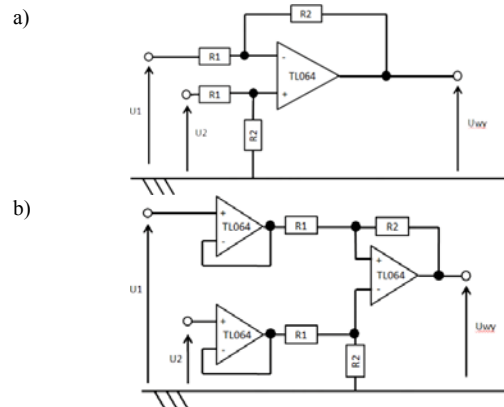 a)
R2
R1
-
TL064
+
R1
U1
U2
R2
Uwy
b)
+
TL064
-
R1
R2
+
TL064
-
U1
+
TL064
-
R1
U2
R2
Uwy